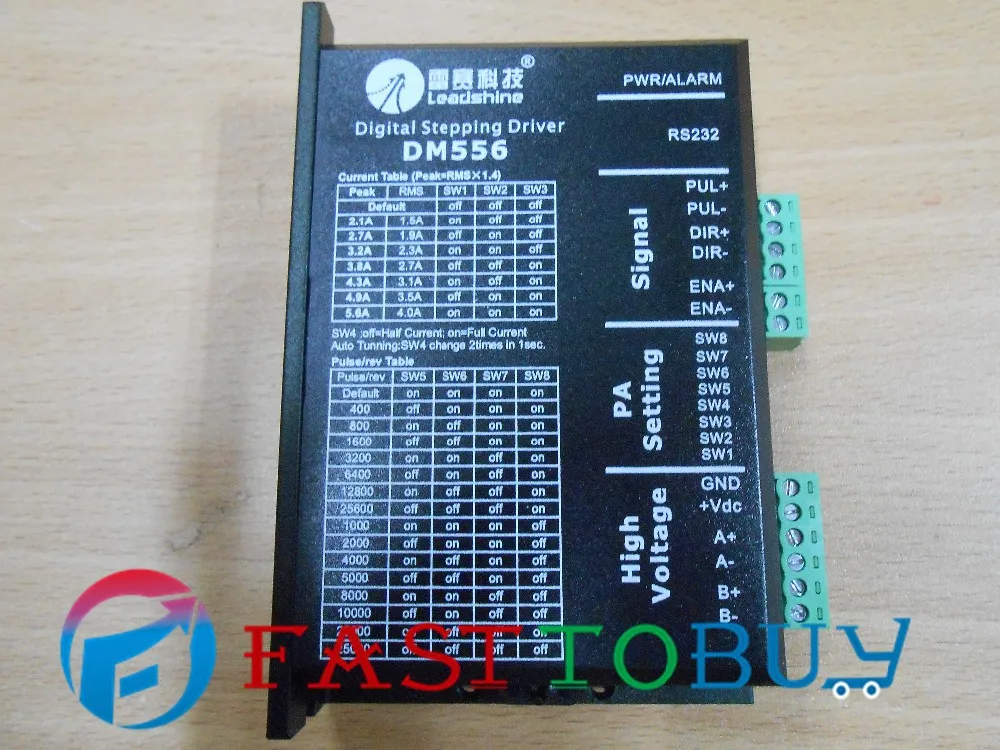 雷赛科技®
Leadshine
Digital Stepping Driver
DM556
Current Table (Peak=RMS×1.4)
Peak RMS SW1 SW2 SW3
Default off off off
2.1A 1.5A on off off
2.7A 1.9A off on off
3.2A 2.3A on on off
3.8A 2.7A off off on
4.3A 3.1A on off on
4.9A 3.5A off on on
5.6A 4.0A on on on
SW4 :off=Half Current; on=Full Current
Auto Tunning:SW4 change 2times in 1sec.
Pulse/rev Table
Pulse/rev SW5 SW6 SW7 SW8
Default on on on on
400 off on on on
800 on off on on
1600 off off on on
3200 on on off on
6400 off on off on
12800 on off off on
25600 off off off on
1000 on on on off
2000 off on on off
4000 on off on off
5000 off off on off
8000 on on off off
10000 off on off off
off off off
PWR/ALARM
RS232
Signal
PUL+
PUL-
DIR+
DIR-
ENA+
ENA-
PA
Setting
SW8
SW7
SW6
SW5
SW4
SW3
SW2
SW1
High
Voltage
GND
+Vdc
A+
A-
B+
B-
FASTTOBUY